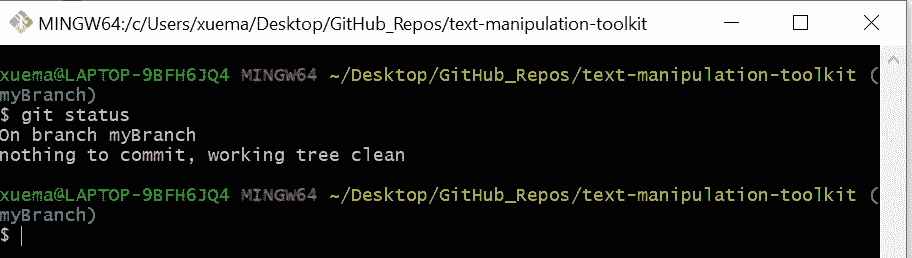 MINGW64:/c/Users/xuema/Desktop/GitHub_Repos/text-manipulation-toolkit
xuema@LAPTOP-9BFH6JQ4 MINGW64 ~/Desktop/GitHub_Repos/text-manipulation-toolkit (
myBranch)
$ git status
On branch myBranch
nothing to commit, working tree clean
xuema@LAPTOP-9BFH6JQ4 MINGW64 ~/Desktop/GitHub_Repos/text-manipulation-toolkit (
myBranch)
$